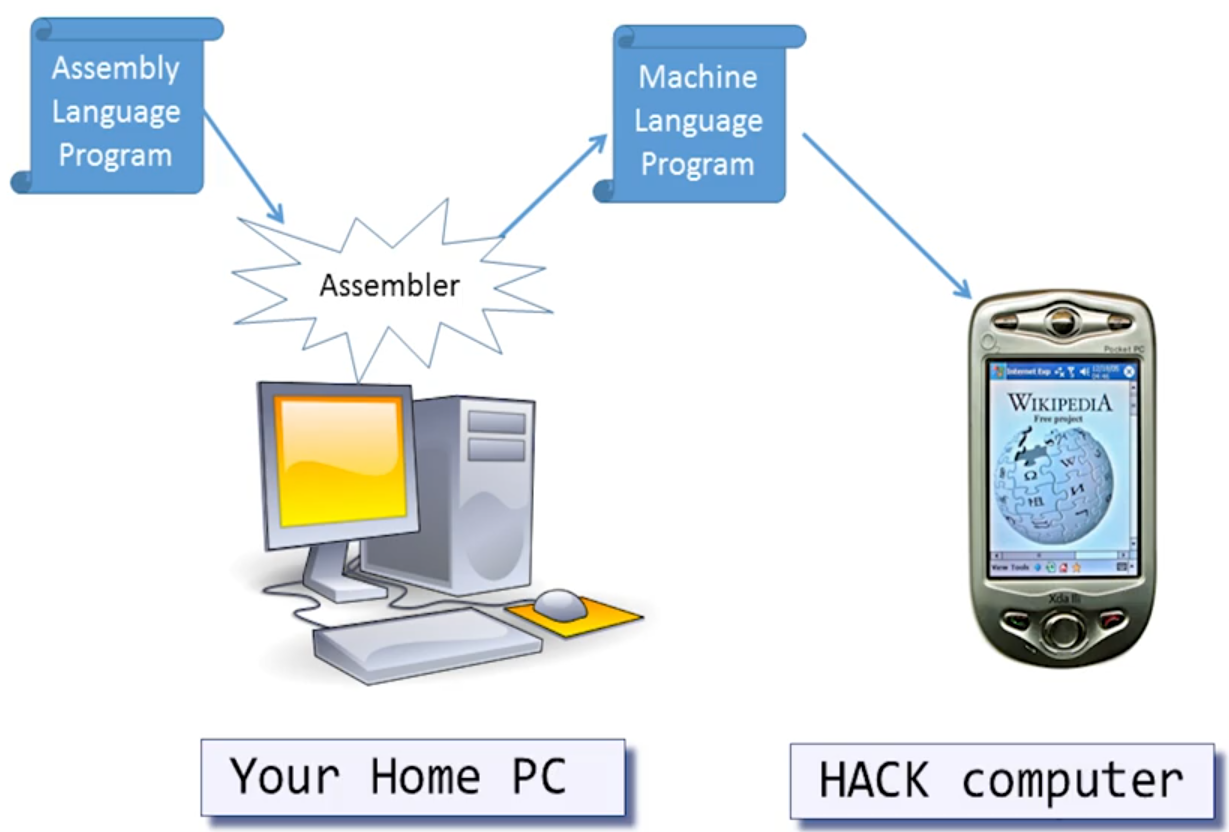 Assembly
Language
Program
Machine
Language
Program
Assembler
Pocket PC
Internet Exp
WIKIPEDIA
Free project
View Tools
Xda IIi
Your Home PC
HACK computer